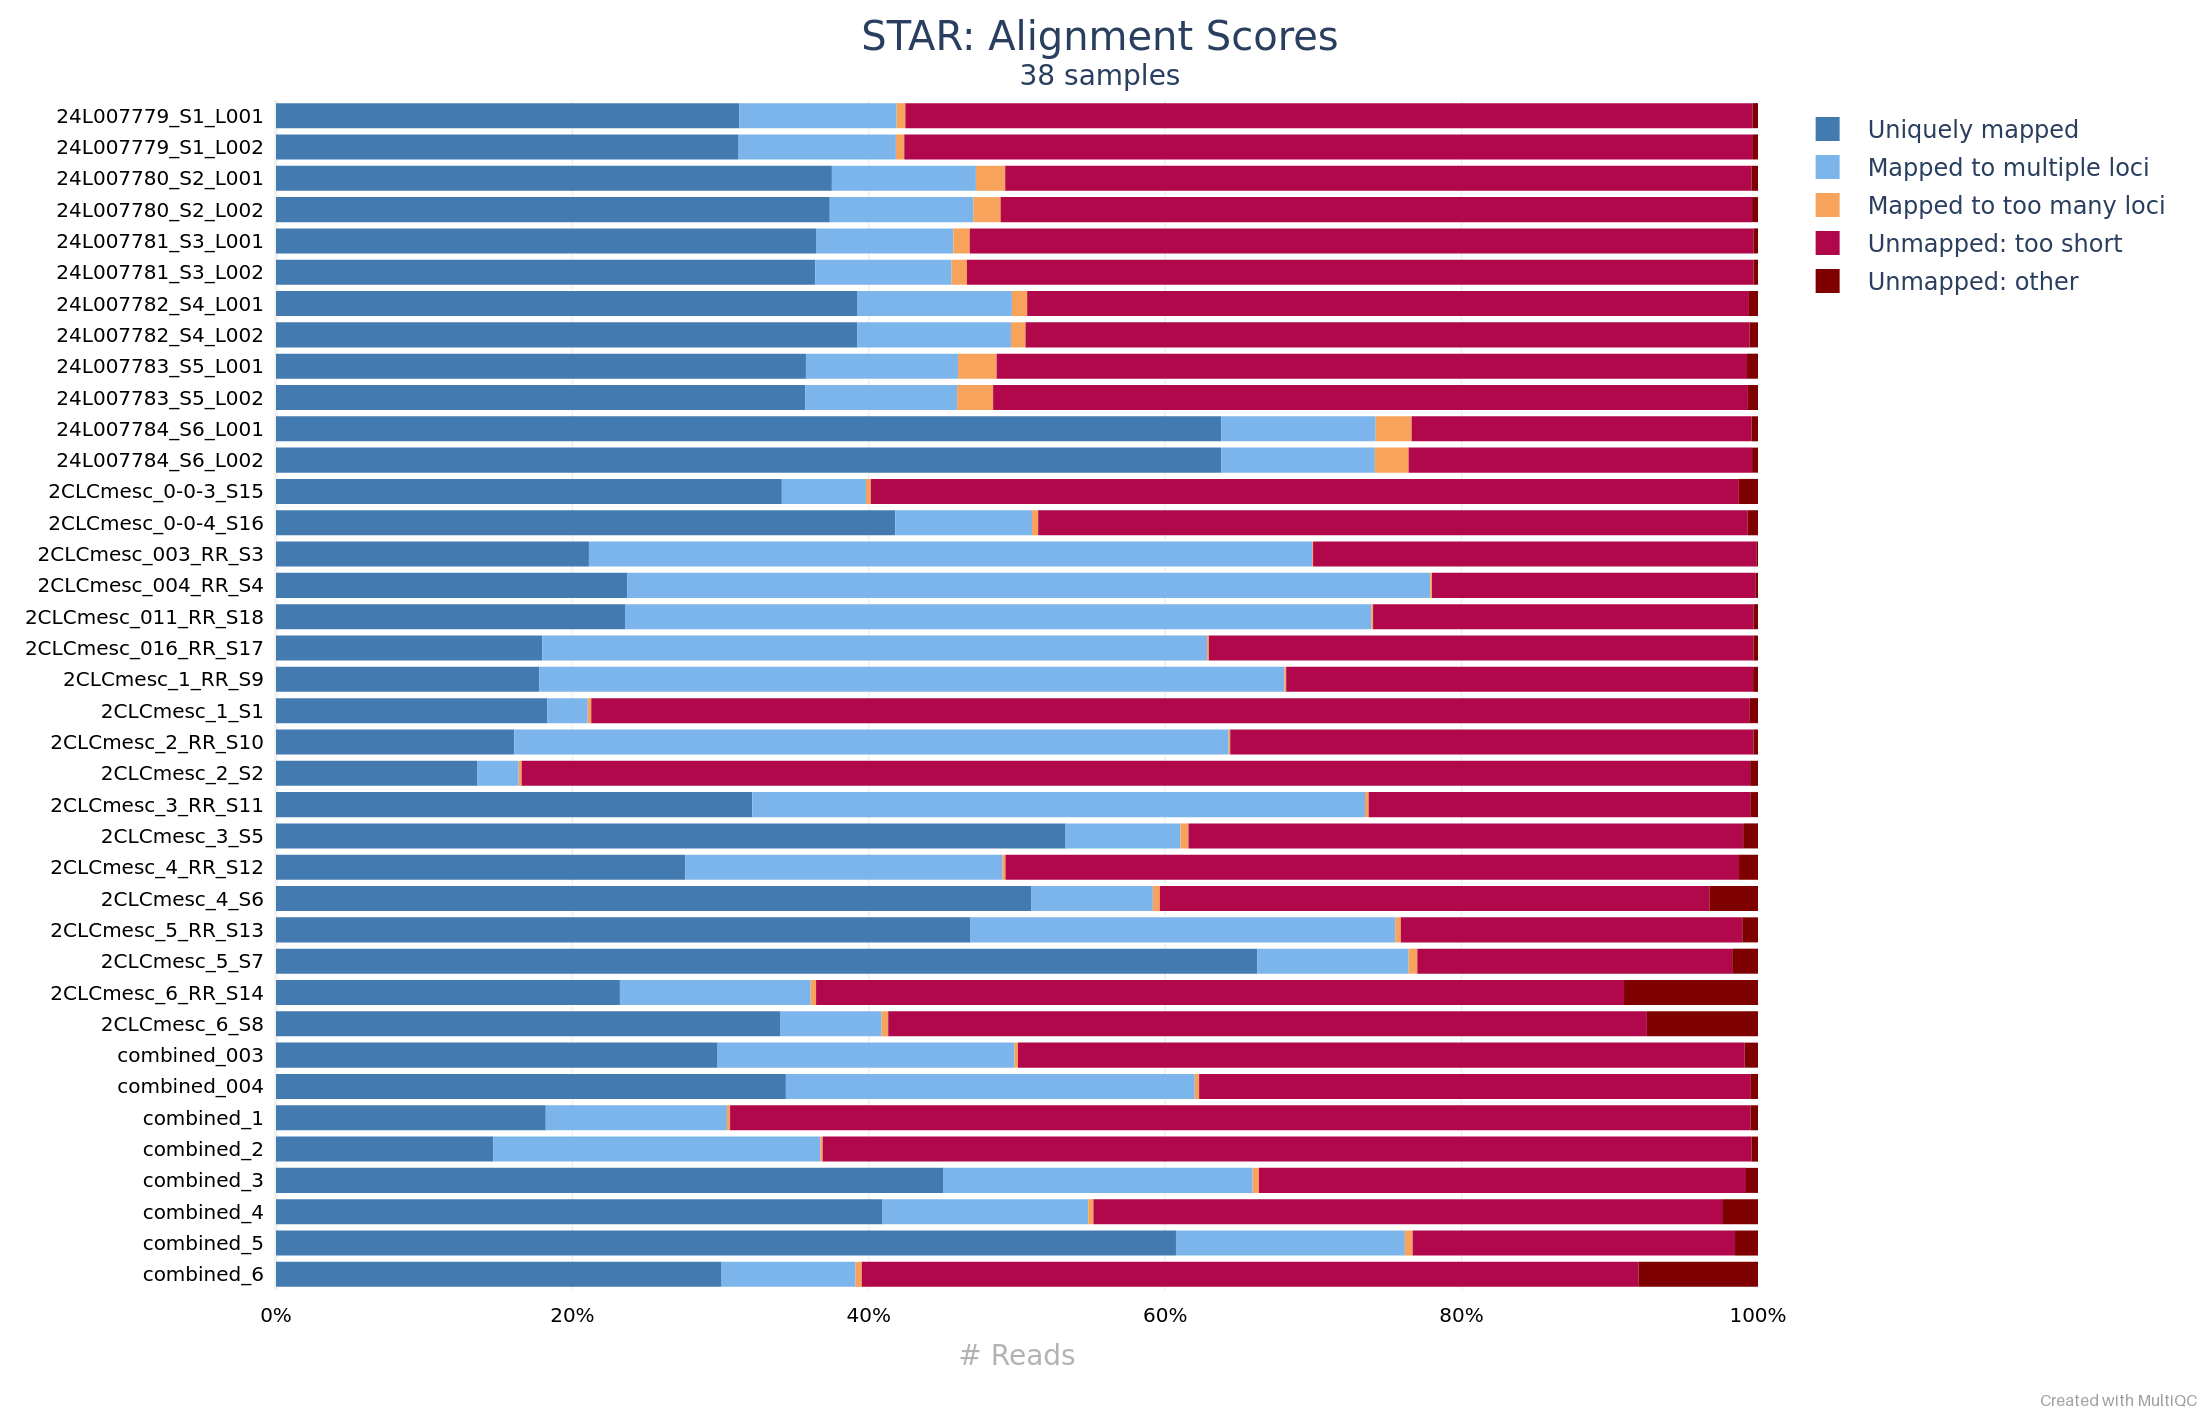 STAR: Alignment Scores
38 samples
24L007779_S1_L001
24L007779_S1_L002
24L007780_S2_L001
24L007780_S2_L002
24L007781_S3_L001
24L007781_S3_L002
24L007782_S4_L001
24L007782_S4_L002
24L007783_S5_L001
24L007783_S5_L002
24L007784_S6_L001
24L007784_S6_L002
2CLCmesc_0-0-3_S15
2CLCmesc_0-0-4_S16
2CLCmesc_003_RR_S3
2CLCmesc_004_RR_S4
2CLCmesc_011_RR_S18
2CLCmesc_016_RR_S17
2CLCmesc_1_RR_S9
2CLCmesc_1_S1
2CLCmesc_2_RR_S10
2CLCmesc_2_S2
2CLCmesc_3_RR_S11
2CLCmesc_3_S5
2CLCmesc_4_RR_S12
2CLCmesc_4_S6
2CLCmesc_5_RR_S13
2CLCmesc_5_S7
2CLCmesc_6_RR_S14
2CLCmesc_6_S8
combined_003
combined_004
combined_1
combined_2
combined_3
combined_4
combined_5
combined_6
0% 20% 40% 60% 80% 100%
# Reads
Uniquely mapped
Mapped to multiple loci
Mapped to too many loci
Unmapped: too short
Unmapped: other
Created with MultiQC